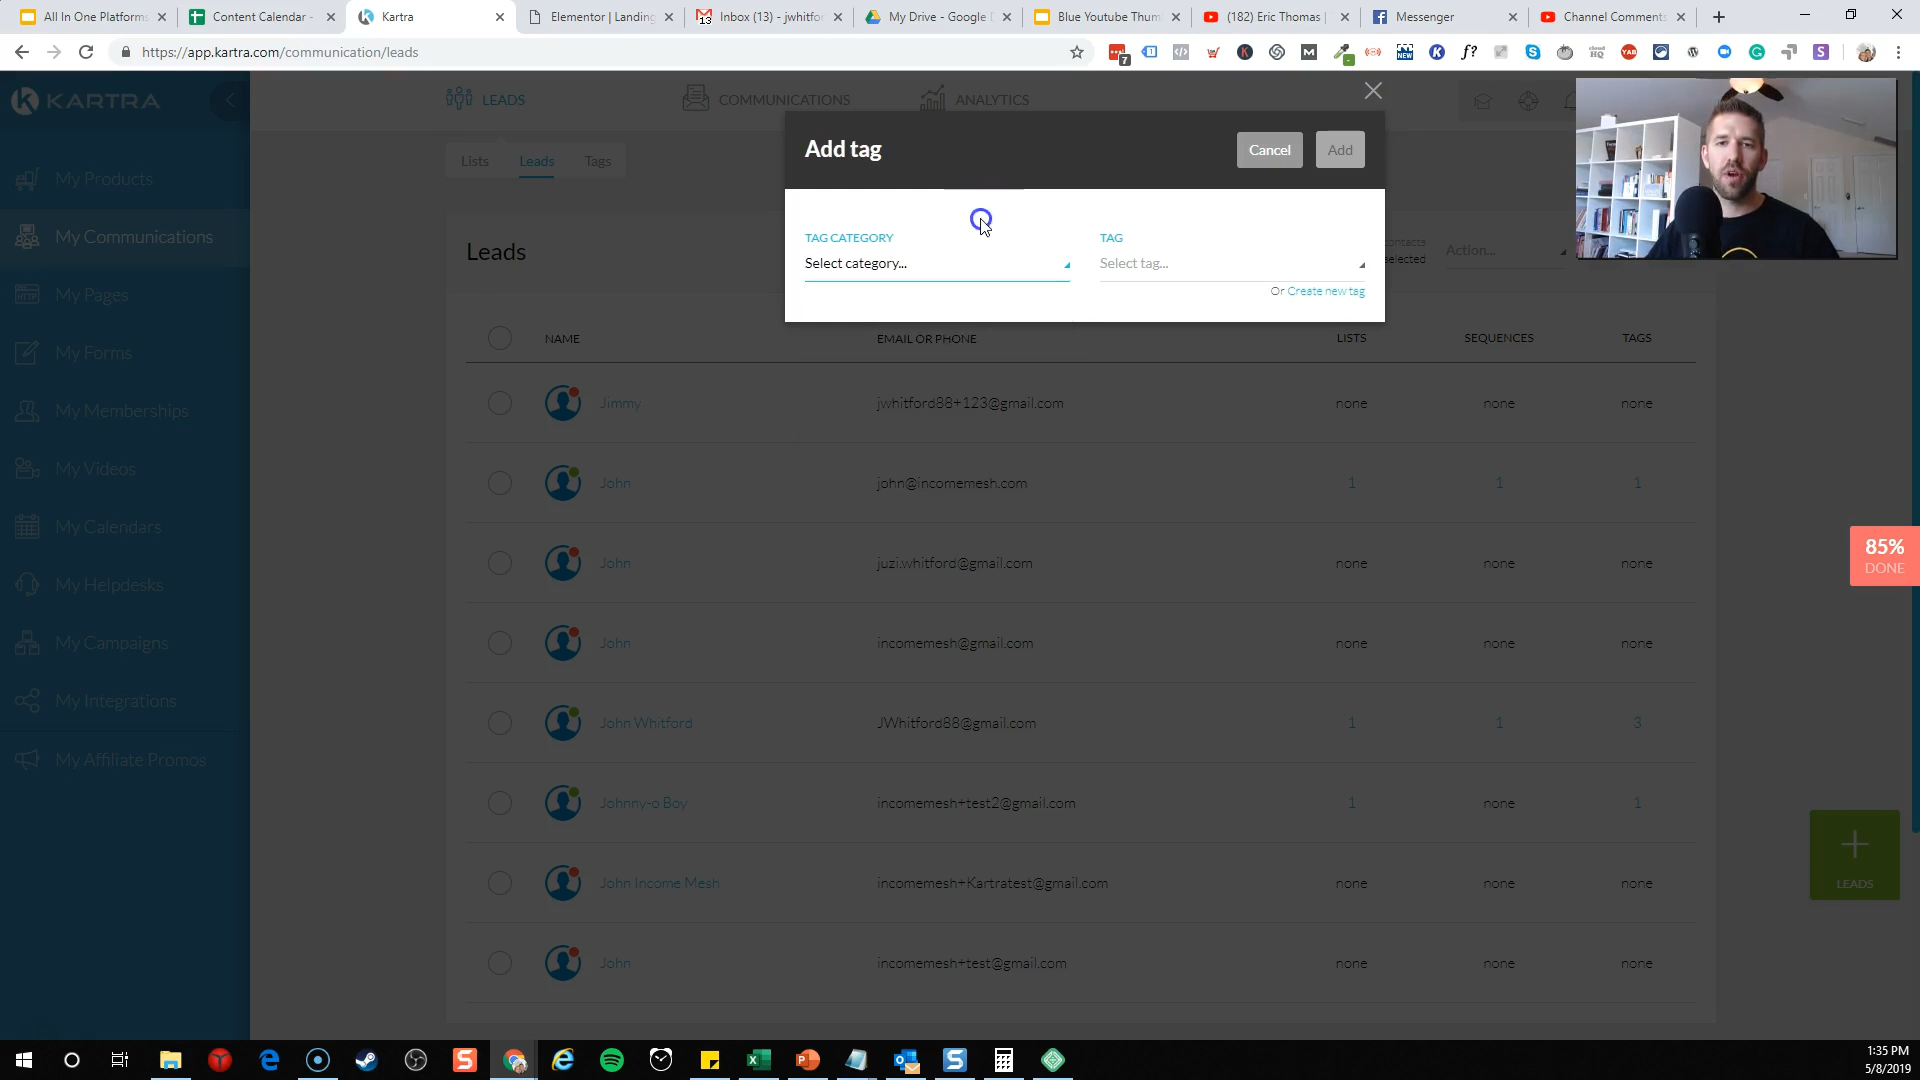 All In One Platforms
Content Calendar -
Kartra
Elementor | Landing
Inbox (13) - jwhitfor
My Drive - Google D
Blue Youtube Thum
(182) Eric Thomas |
Messenger
Channel Comments
https://app.kartra.com/communication/leads
KARTRA
LEADS
COMMUNICATIONS
ANALYTICS
Lists
Leads
Tags
Add tag
Cancel
Add
TAG CATEGORY
Select category...
TAG
Select tag...
Or Create new tag
My Products
My Communications
My Pages
My Forms
My Memberships
My Videos
My Calendars
My Helpdesks
My Campaigns
My Integrations
My Affiliate Promos
Leads
contacts
selected
Action...
NAME EMAIL OR PHONE LISTS SEQUENCES TAGS
Jimmy jwhitford88+123@gmail.com none none none
John john@incomemesh.com 1 1 1
John juzi.whitford@gmail.com none none none
John incomemesh@gmail.com none none none
John Whitford JWhitford88@gmail.com 1 1 3
Johnny-o Boy incomemesh+test2@gmail.com 1 none 1
John Income Mesh incomemesh+Kartratest@gmail.com none none none
John incomemesh+test@gmail.com none none none
85%
DONE
LEADS
1:35 PM
5/8/2019